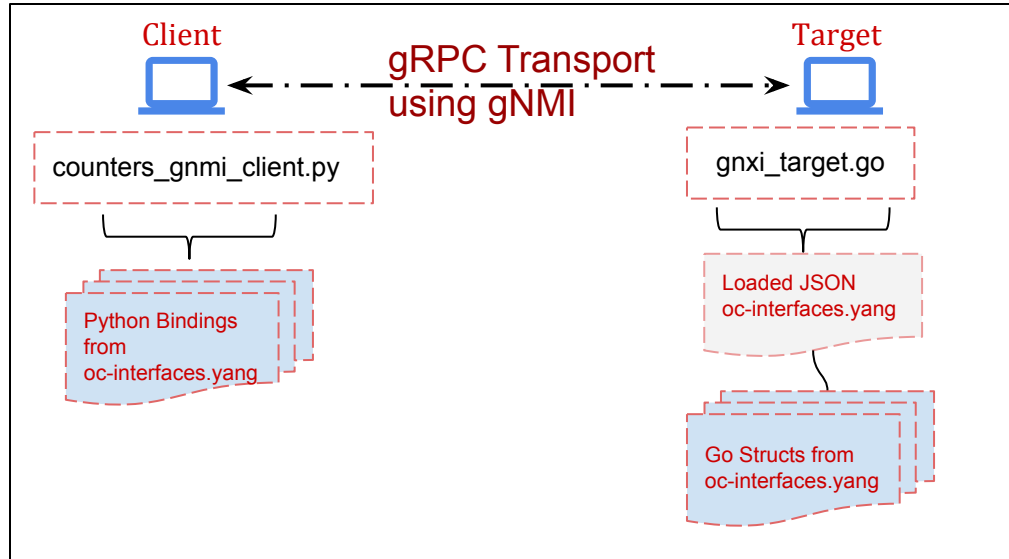 Client
Target
gRPC Transport
using gNMI
counters_gnmi_client.py
gnxi_target.go
Python Bindings
from
oc-interfaces.yang
Loaded JSON
oc-interfaces.yang
Go Structs from
oc-interfaces.yang